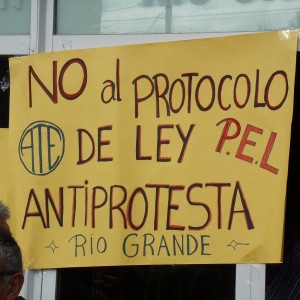 NO al PROTOCOLO
ATE DE LEY P.E.L
ANTIPROTESTA
RIO GRANDE